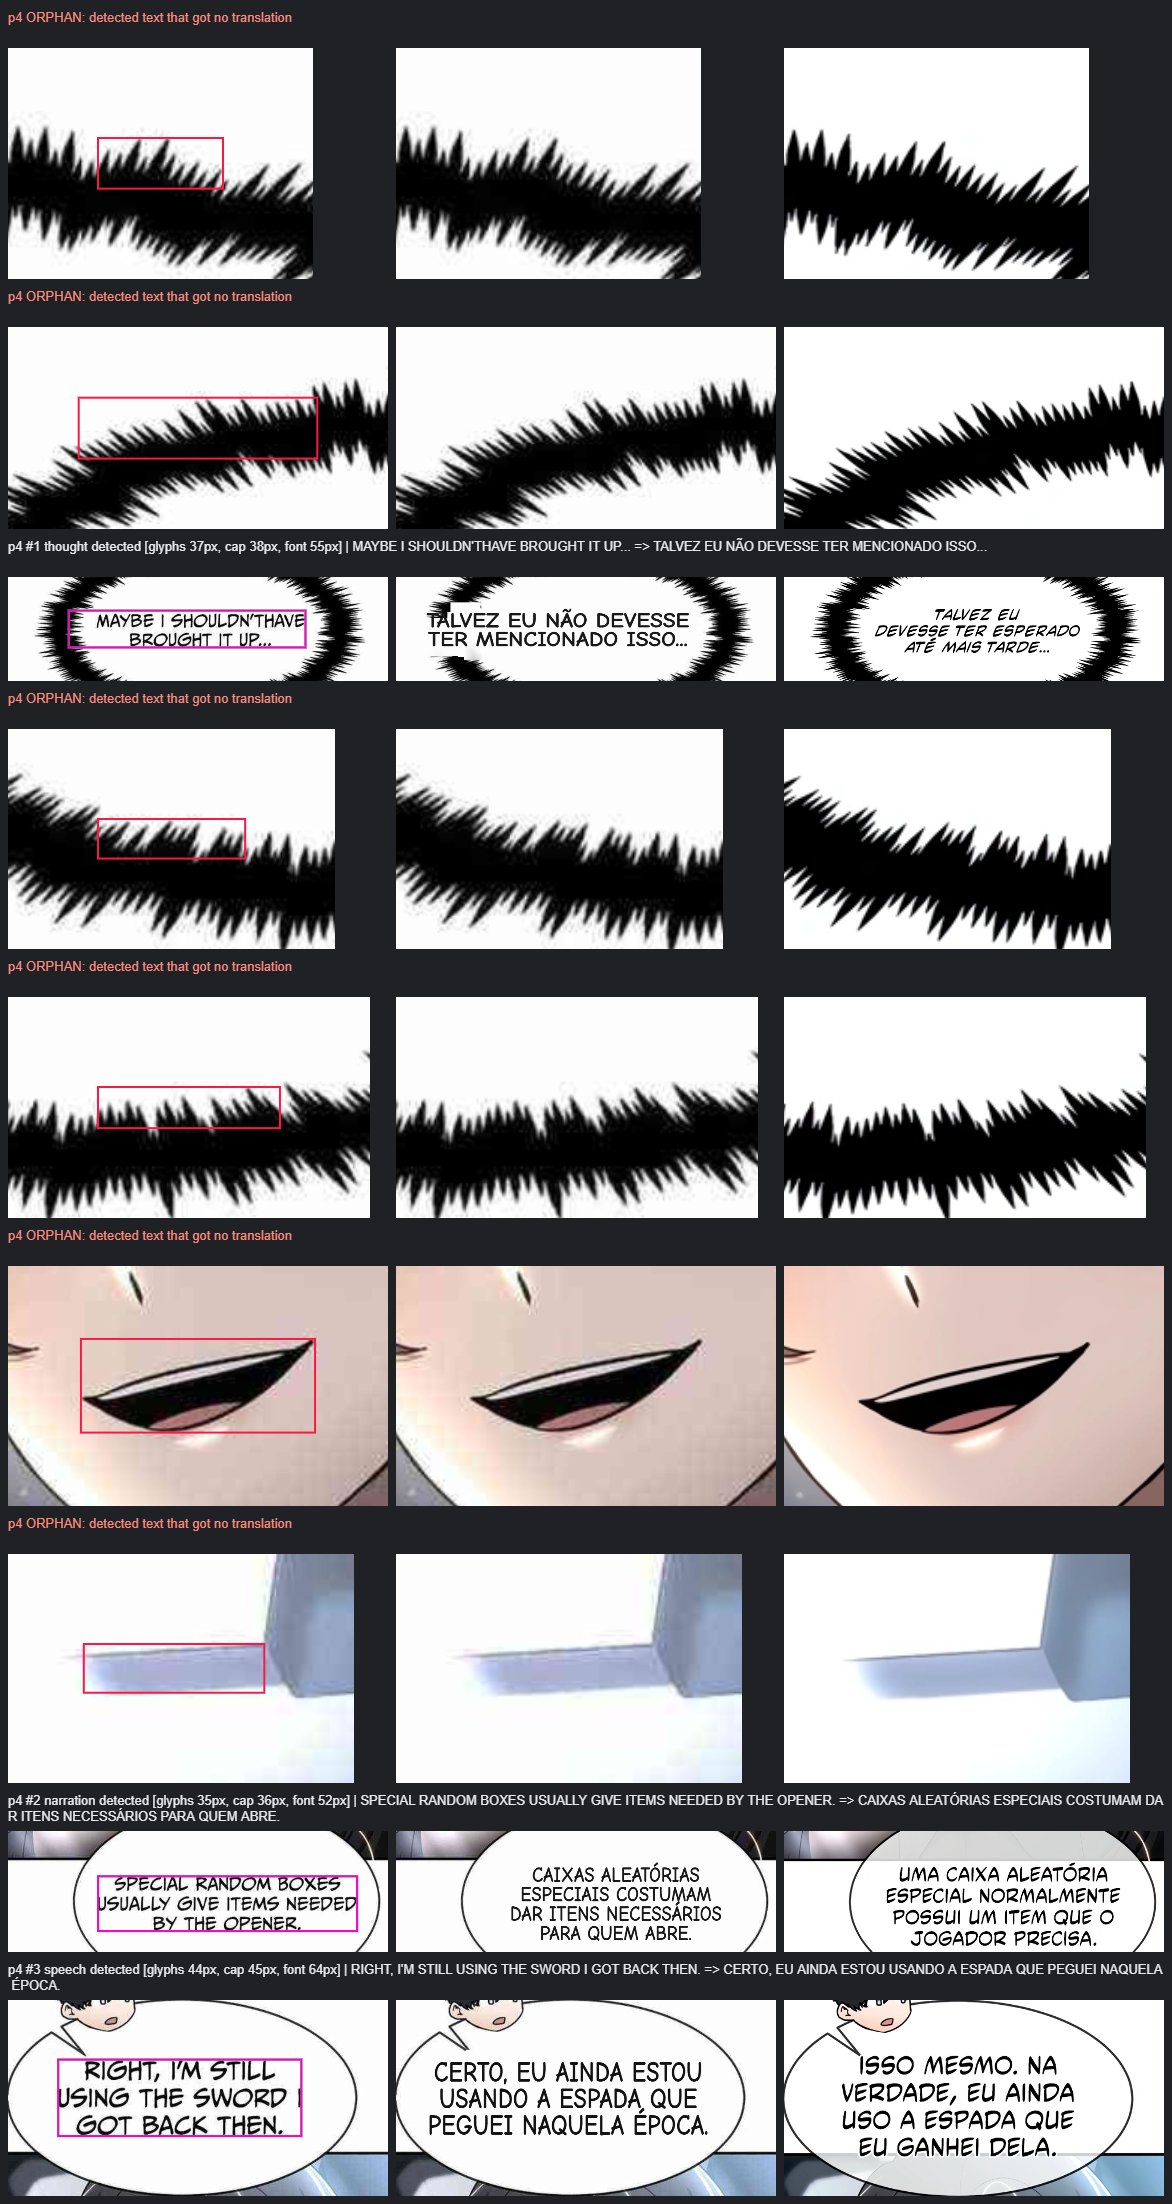 p4 ORPHAN: detected text that got no translation
p4 ORPHAN: detected text that got no translation
p4 #1 thought detected [glyphs 37px, cap 38px, font 55px] | MAYBE I SHOULDN'THAVE BROUGHT IT UP... => TALVEZ EU NÃO DEVESSE TER MENCIONADO ISSO...
MAYBE I SHOULDN'THAVE
BROUGHT IT UP...
TALVEZ EU NÃO DEVESSE
TER MENCIONADO ISSO...
TALVEZ EU
DEVESSE TER ESPERADO
ATÉ MAIS TARDE...
p4 ORPHAN: detected text that got no translation
p4 ORPHAN: detected text that got no translation
p4 ORPHAN: detected text that got no translation
p4 ORPHAN: detected text that got no translation
p4 #2 narration detected [glyphs 35px, cap 36px, font 52px] | SPECIAL RANDOM BOXES USUALLY GIVE ITEMS NEEDED BY THE OPENER. => CAIXAS ALEATÓRIAS ESPECIAIS COSTUMAM DA
R ITENS NECESSÁRIOS PARA QUEM ABRE.
SPECIAL RANDOM BOXES
USUALLY GIVE ITEMS NEEDED
BY THE OPENER.
CAIXAS ALEATÓRIAS
ESPECIAIS COSTUMAM
DAR ITENS NECESSÁRIOS
PARA QUEM ABRE.
UMA CAIXA ALEATÓRIA
ESPECIAL NORMALMENTE
POSSUI UM ITEM QUE O
JOGADOR PRECISA.
p4 #3 speech detected [glyphs 44px, cap 45px, font 64px] | RIGHT, I'M STILL USING THE SWORD I GOT BACK THEN. => CERTO, EU AINDA ESTOU USANDO A ESPADA QUE PEGUEI NAQUELA
ÉPOCA.
RIGHT, I'M STILL
USING THE SWORD I
GOT BACK THEN.
CERTO, EU AINDA ESTOU
USANDO A ESPADA QUE
PEGUEI NAQUELA ÉPOCA.
ISSO MESMO. NA
VERDADE, EU AINDA
USO A ESPADA QUE
EU GANHEI DELA.